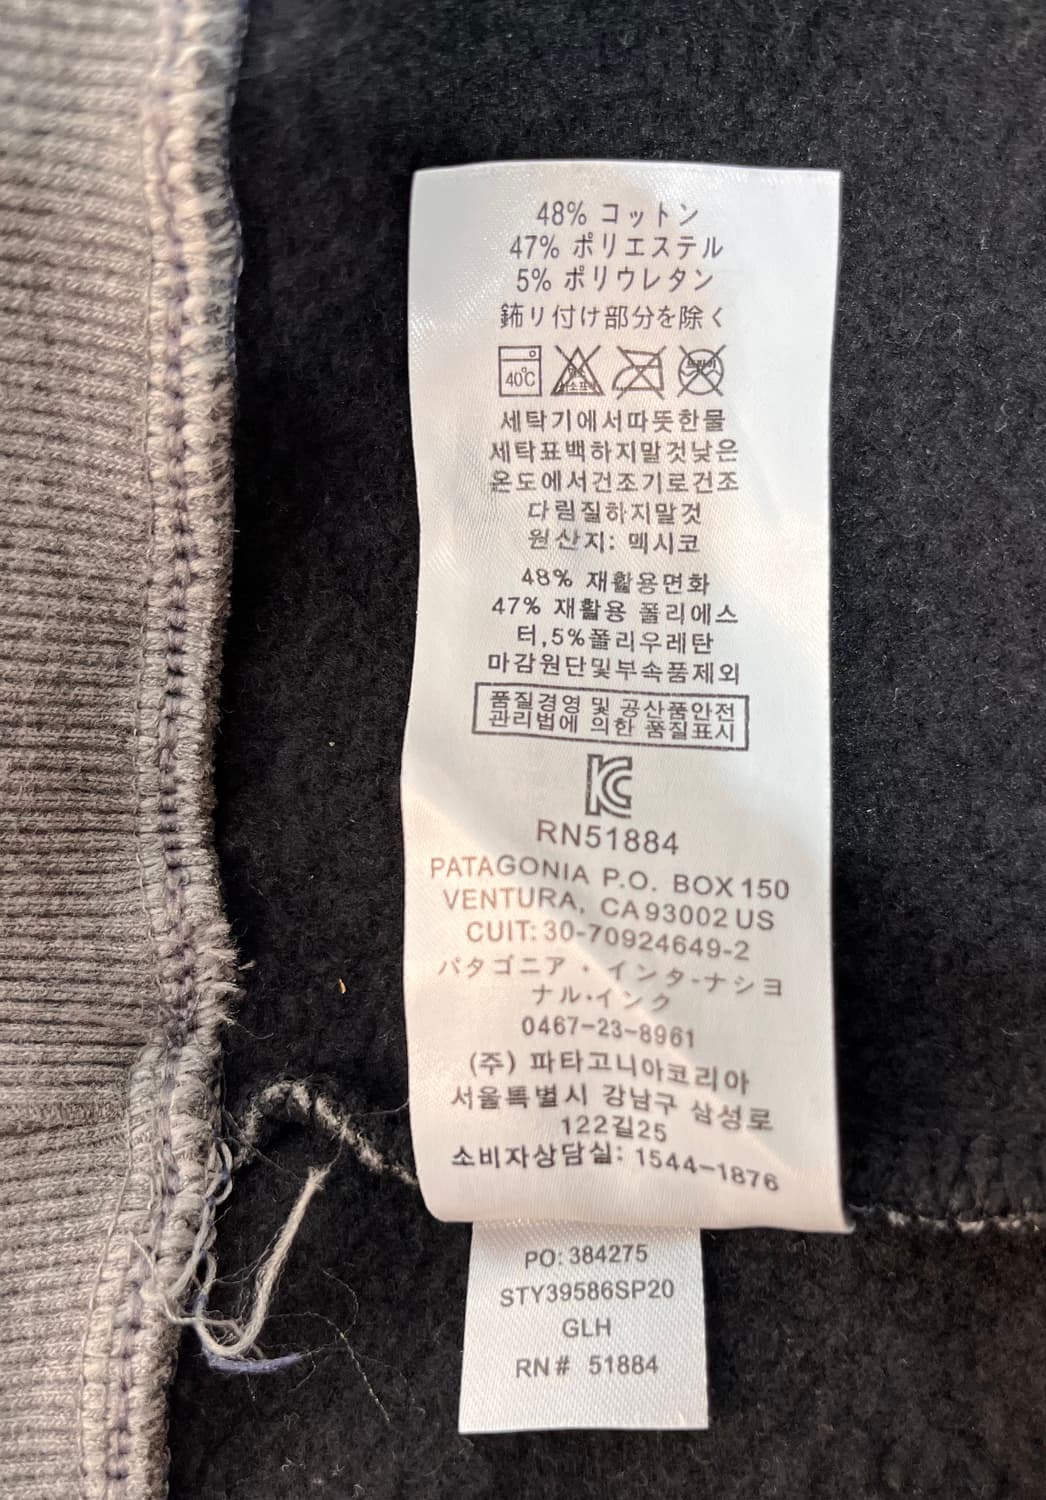 48% コットン
47% ポリエステル
5% ポリウレタン
鈽り付け部分を除く
40℃
세탁기에서따뜻한물
세탁표백하지말것낮은
온도에서건조기로건조
다림질하지말것
원산지: 멕시코
48% 재활용면화
47% 재활용 폴리에스
터,5%폴리우레탄
마감원단및부속품제외
품질경영 및 공산품안전
관리법에 의한 품질표시
KC
RN51884
PATAGONIA P.O. BOX 150
VENTURA, CA 93002 US
CUIT: 30-70924649-2
パタゴニア・インタ-ナショ
ナル・インク
0467-23-8961
(주) 파타고니아코리아
서울특별시 강남구 삼성로
122길25
소비자상담실: 1544-1876
PO: 384275
STY39586SP20
GLH
RN# 51884